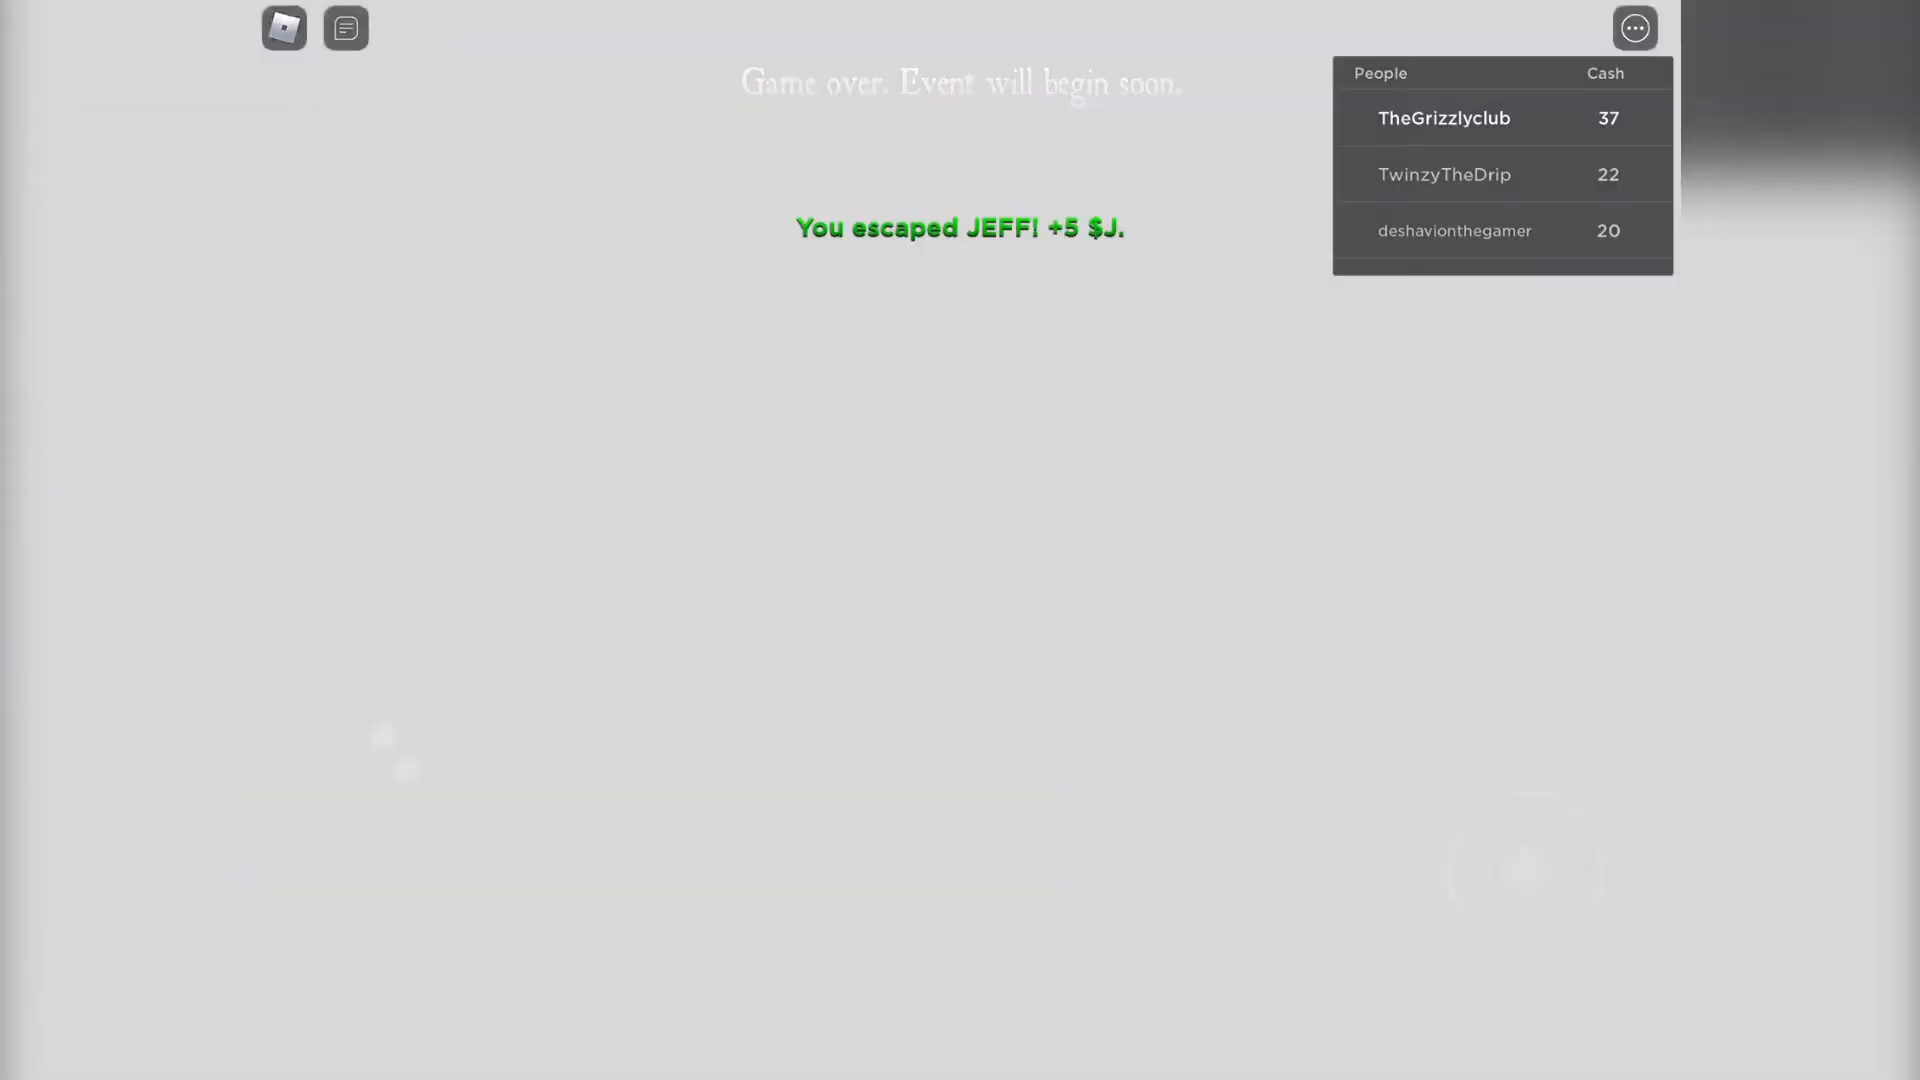 Game over. Event will begin soon.
People Cash
TheGrizzlyclub 37
TwinzyTheDrip 22
deshavionthegamer 20
You escaped JEFF! +5 $J.